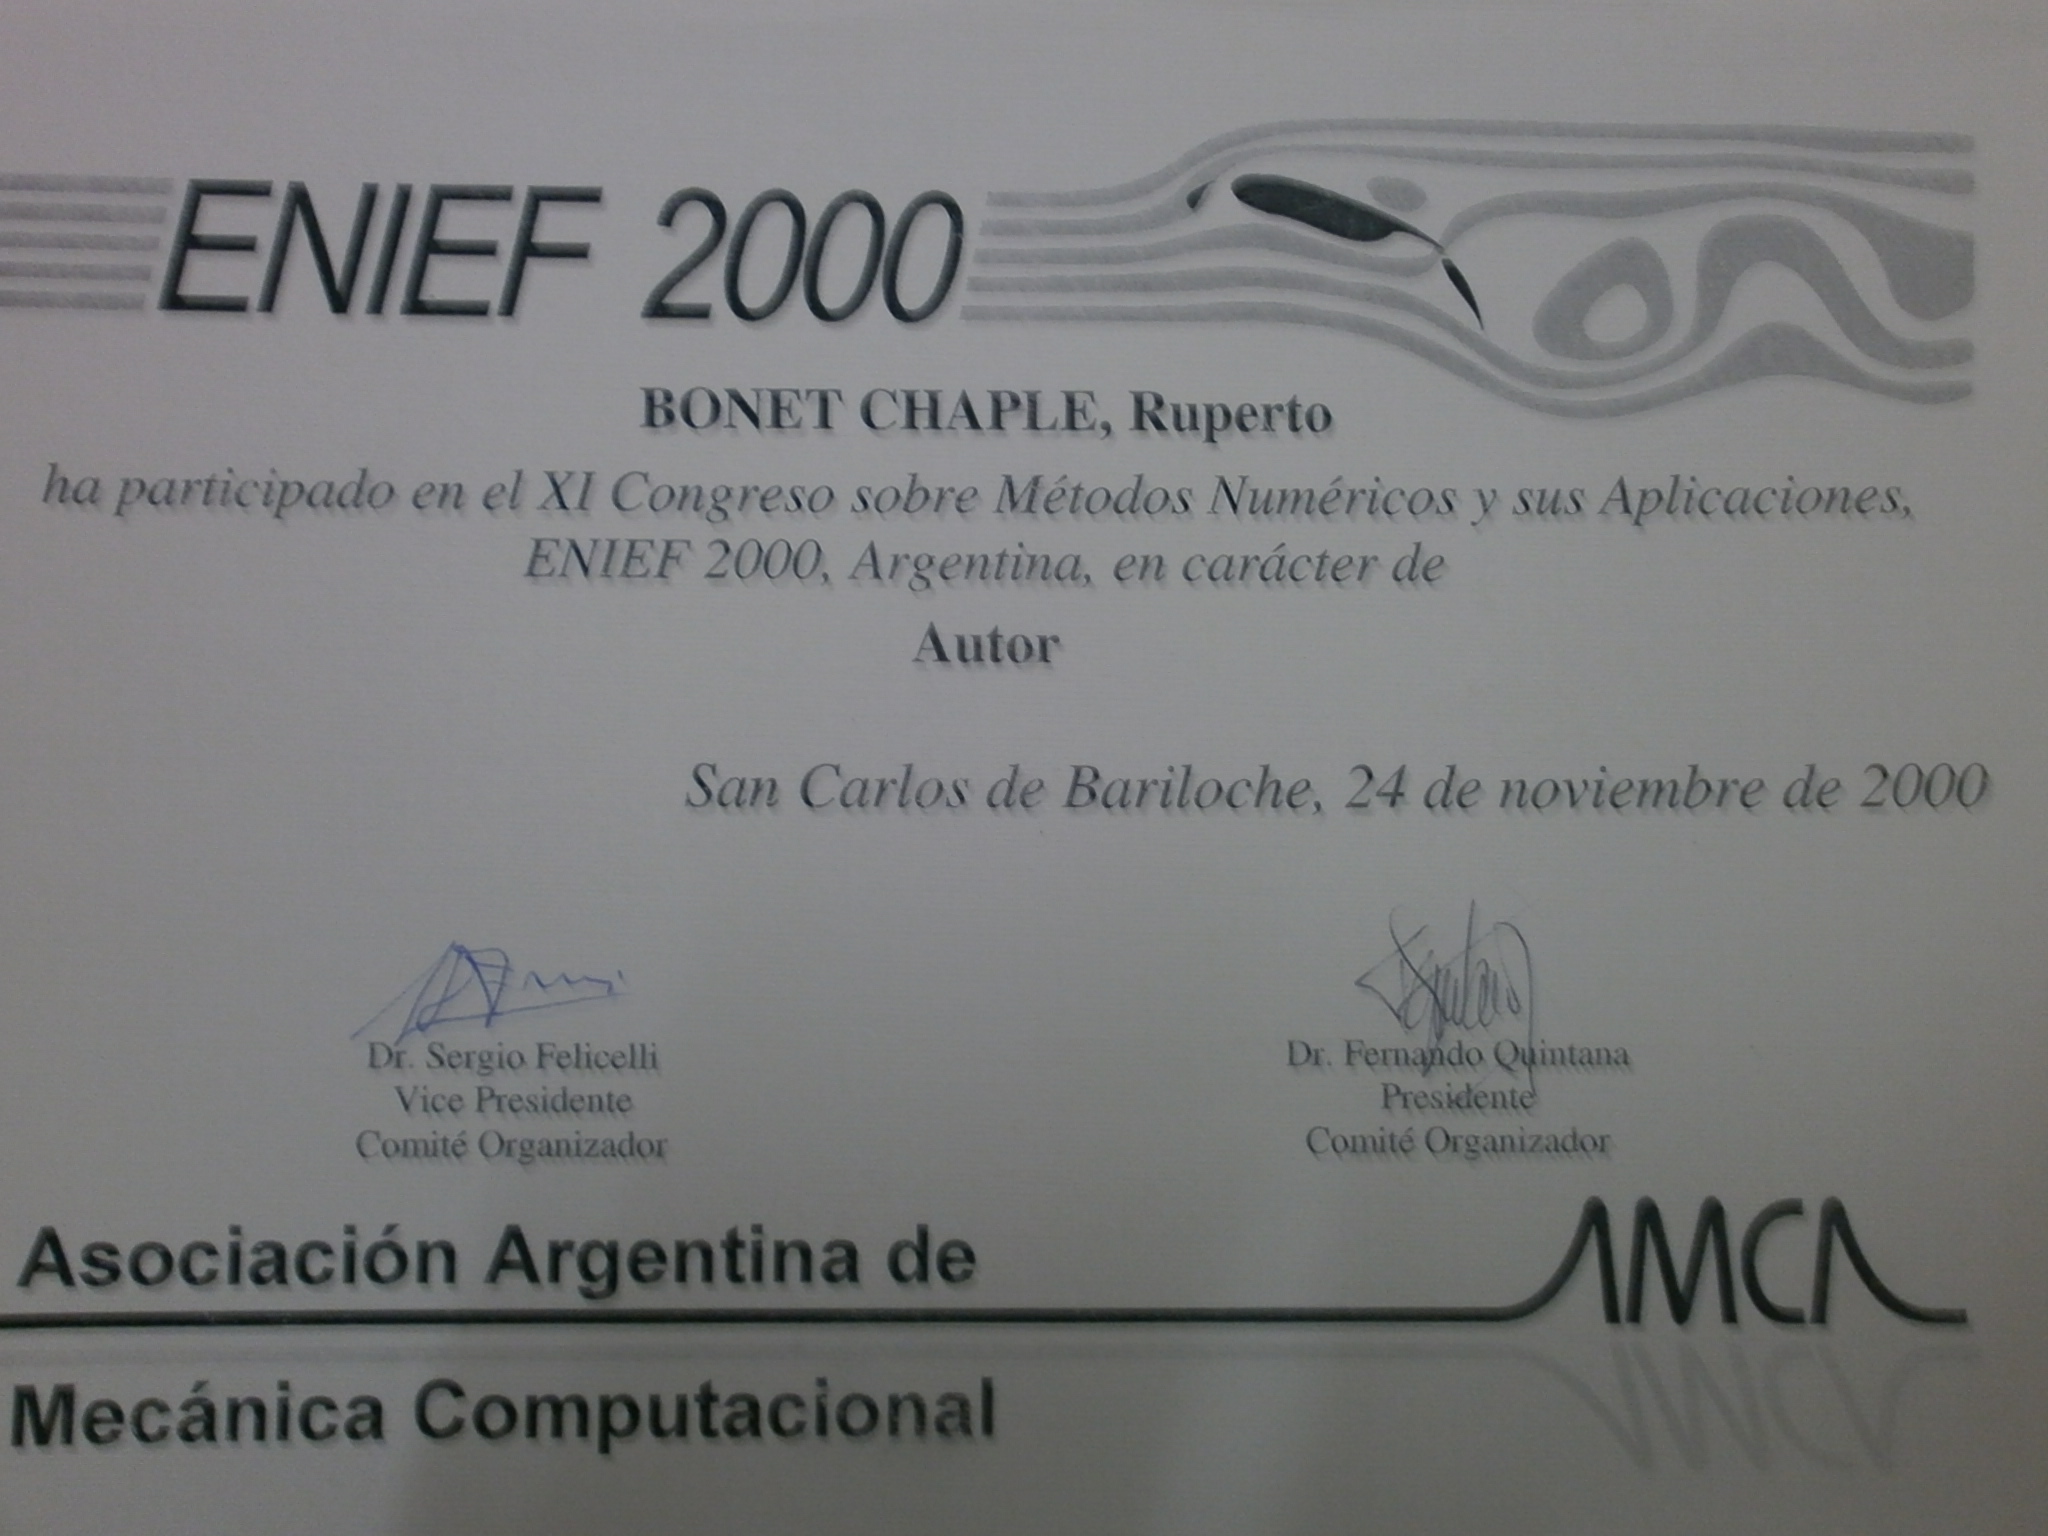 ENIEF 2000
BONET CHAPLE, Ruperto
ha participado en el XI Congreso sobre Métodos Numéricos y sus Aplicaciones,
ENIEF 2000, Argentina, en carácter de
Autor
San Carlos de Bariloche, 24 de noviembre de 2000
Dr. Sergio Felicelli
Vice Presidente
Comité Organizador
Dr. Fernando Quintana
Presidente
Comité Organizador
Asociación Argentina de
AMCA
Mecánica Computacional